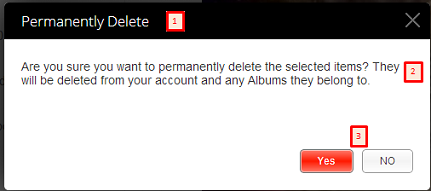 Permanently Delete 1
Are you sure you want to permanently delete the selected items? They
will be deleted from your account and any Albums they belong to. 2
3
Yes NO